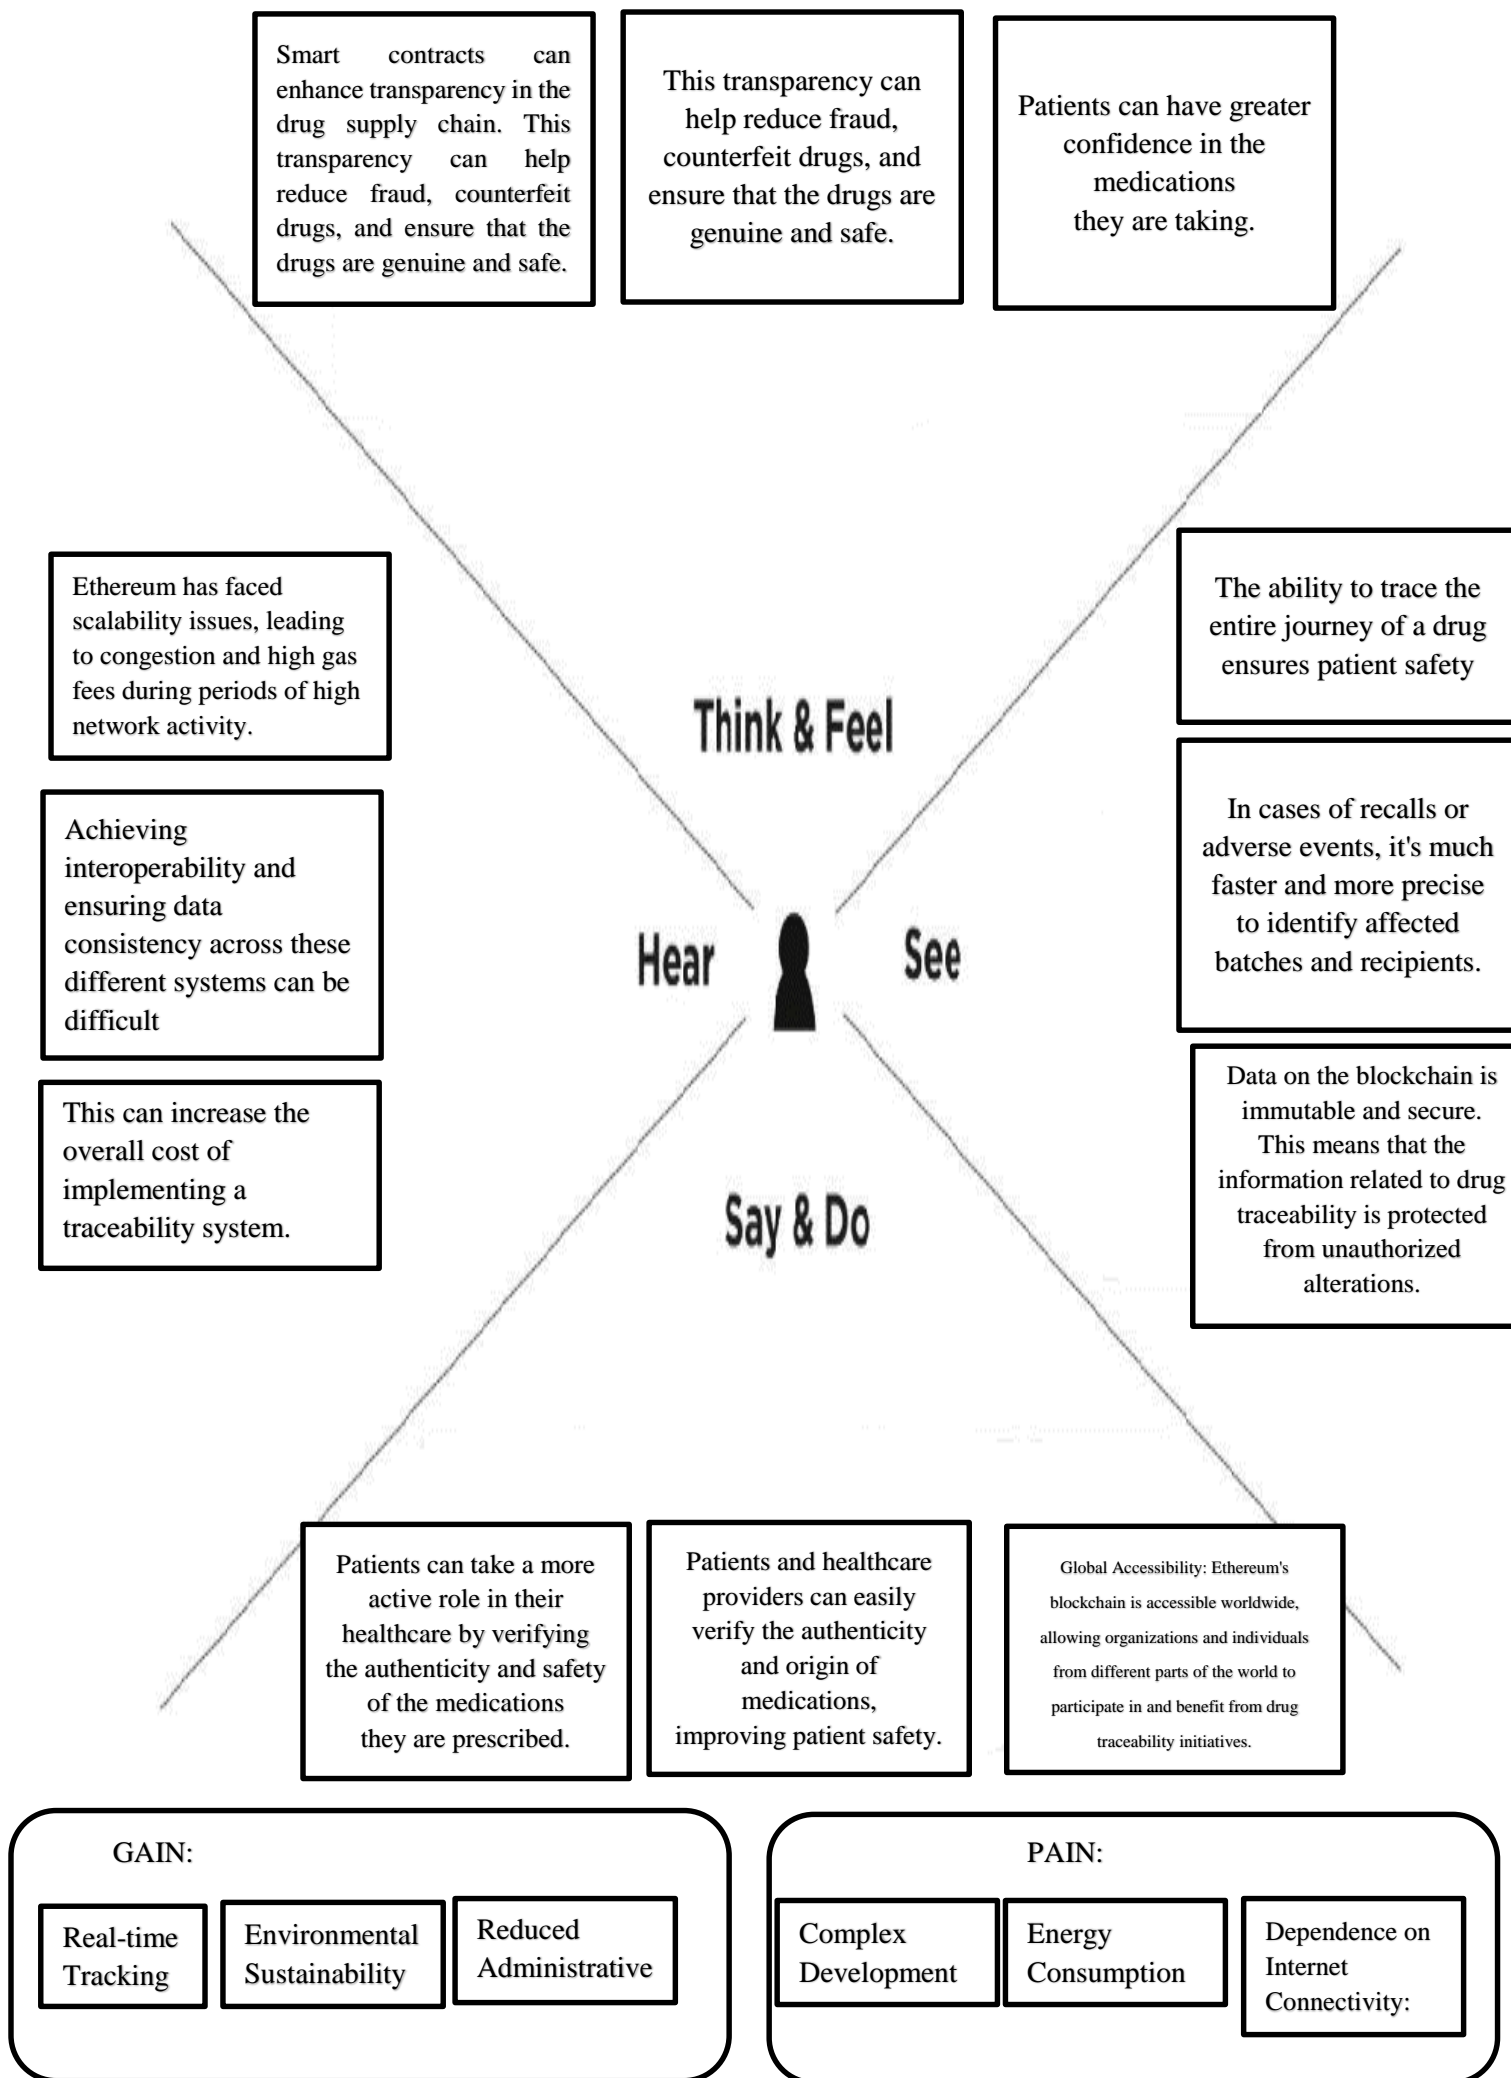 Smart contracts can
enhance transparency in the
drug supply chain. This
transparency can help
reduce fraud, counterfeit
drugs, and ensure that the
drugs are genuine and safe.
This transparency can
help reduce fraud,
counterfeit drugs, and
ensure that the drugs are
genuine and safe.
Patients can have greater
confidence in the
medications
they are taking.
Ethereum has faced
scalability issues, leading
to congestion and high gas
fees during periods of high
network activity.
Achieving
interoperability and
ensuring data
consistency across these
different systems can be
difficult
This can increase the
overall cost of
implementing a
traceability system.
Think & Feel
Hear
See
Say & Do
The ability to trace the
entire journey of a drug
ensures patient safety
In cases of recalls or
adverse events, it's much
faster and more precise
to identify affected
batches and recipients.
Data on the blockchain is
immutable and secure.
This means that the
information related to drug
traceability is protected
from unauthorized
alterations.
Patients can take a more
active role in their
healthcare by verifying
the authenticity and safety
of the medications
they are prescribed.
Patients and healthcare
providers can easily
verify the authenticity
and origin of
medications,
improving patient safety.
Global Accessibility: Ethereum's
blockchain is accessible worldwide,
allowing organizations and individuals
from different parts of the world to
participate in and benefit from drug
traceability initiatives.
GAIN:
Real-time
Tracking
Environmental
Sustainability
Reduced
Administrative
PAIN:
Complex
Development
Energy
Consumption
Dependence on
Internet
Connectivity: